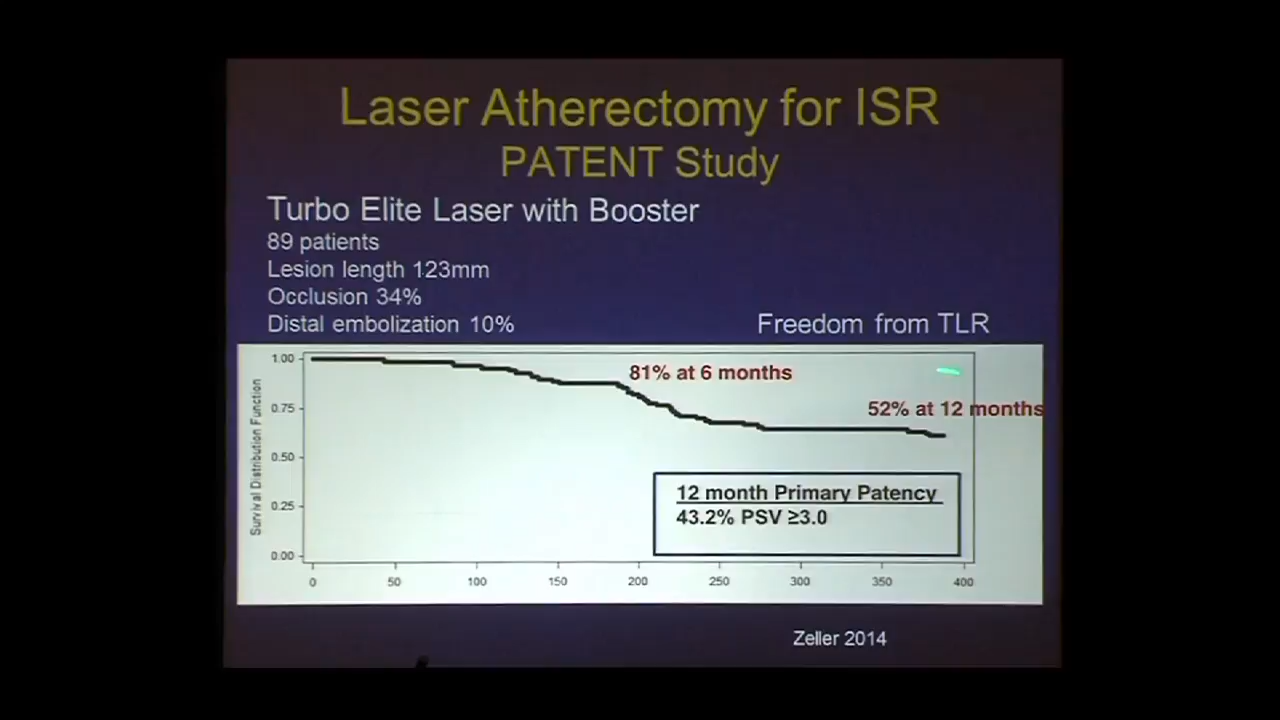 Laser Atherectomy for ISR
PATENT Study
Turbo Elite Laser with Booster
89 patients
Lesion length 123mm
Occlusion 34%
Distal embolization 10%
Freedom from TLR
Survival Distribution Function
1.00
0.75
0.50
0.25
0.00
81% at 6 months
52% at 12 months
12 month Primary Patency
43.2% PSV ≥3.0
0 50 100 150 200 250 300 350 400
Zeller 2014